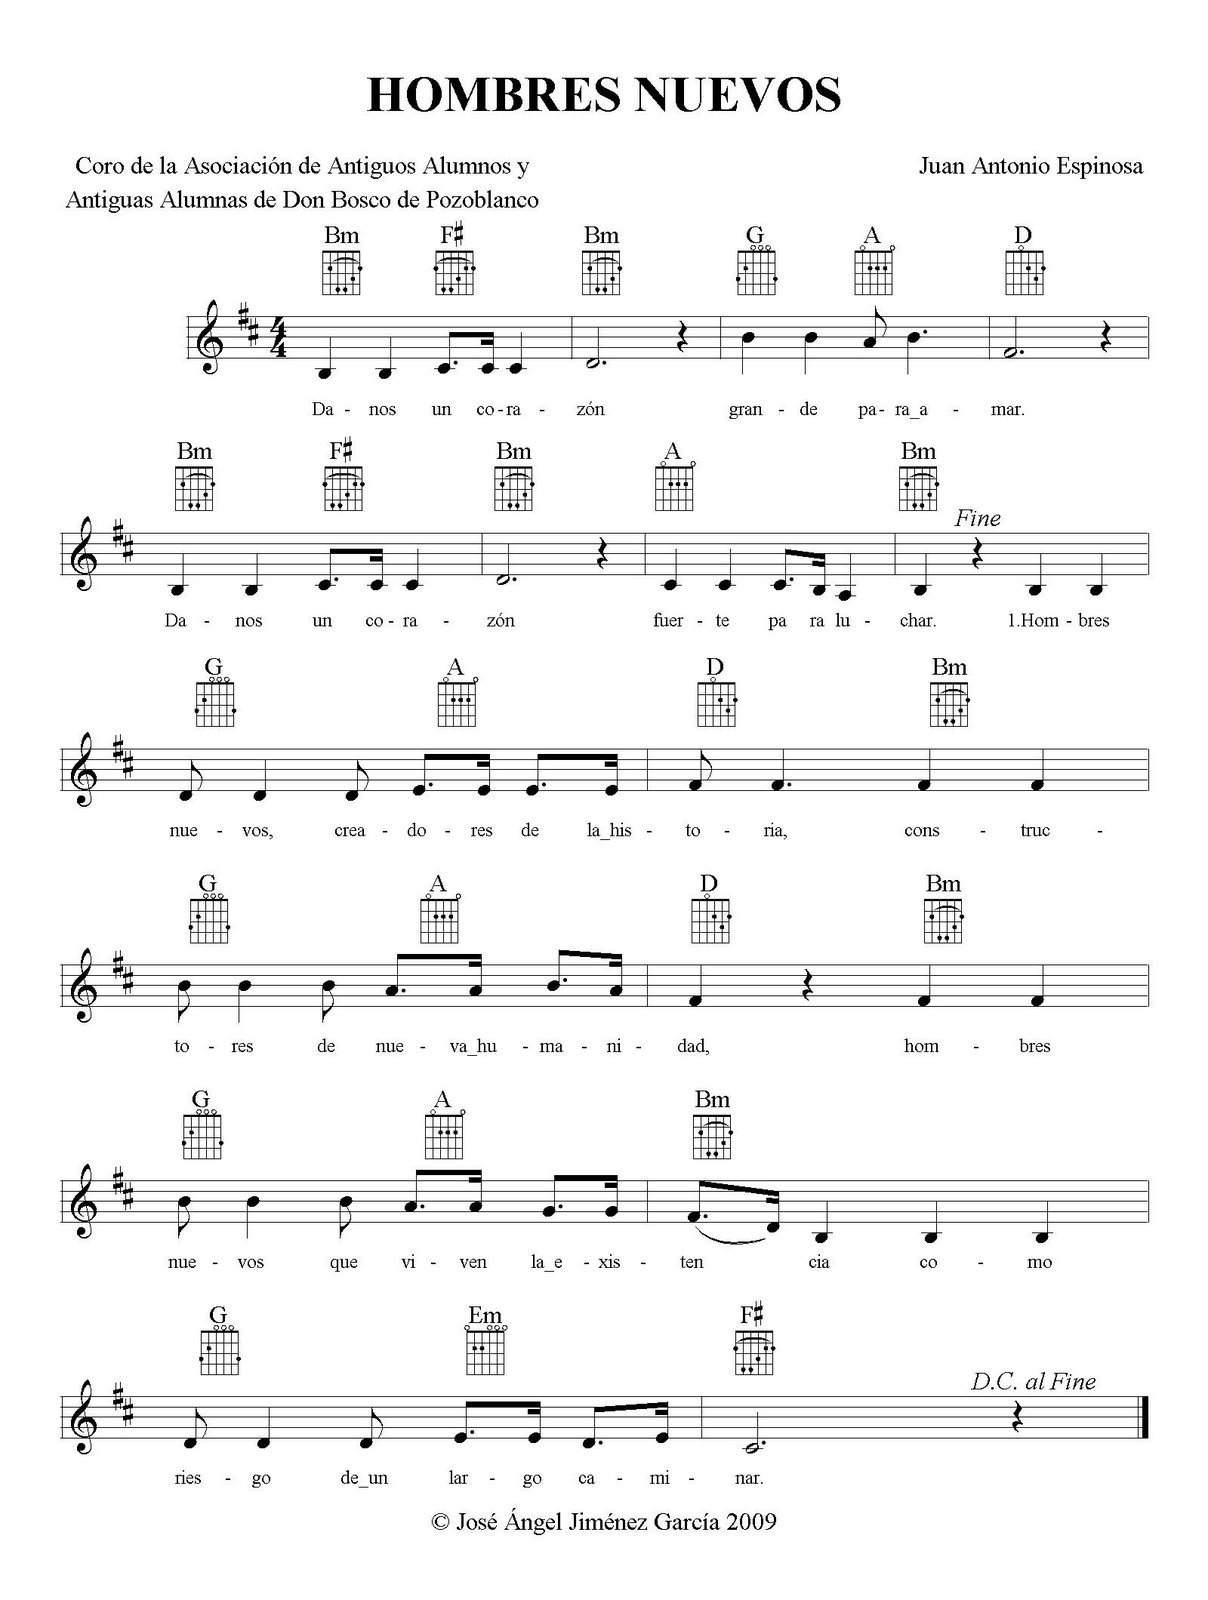 HOMBRES NUEVOS
Coro de la Asociación de Antiguos Alumnos y
Antiguas Alumnas de Don Bosco de Pozoblanco
Juan Antonio Espinosa
Bm F# Bm G A D
4
4
Da - nos un co - ra - zón gran - de pa - ra_a - mar.
Bm F# Bm A Bm
Fine
Da - nos un co - ra - zón fuer - te pa ra lu - char. 1.Hom - bres
G A D Bm
nue - vos, crea - do - res de la_his - to - ria, cons - truc -
G A D Bm
to - res de nue - va_hu - ma - ni - dad, hom - bres
G A Bm
nue - vos que vi - ven la_e - xis - ten cia co - mo
G Em F#
D.C. al Fine
ries - go de_un lar - go ca - mi - nar.
© José Ángel Jiménez García 2009